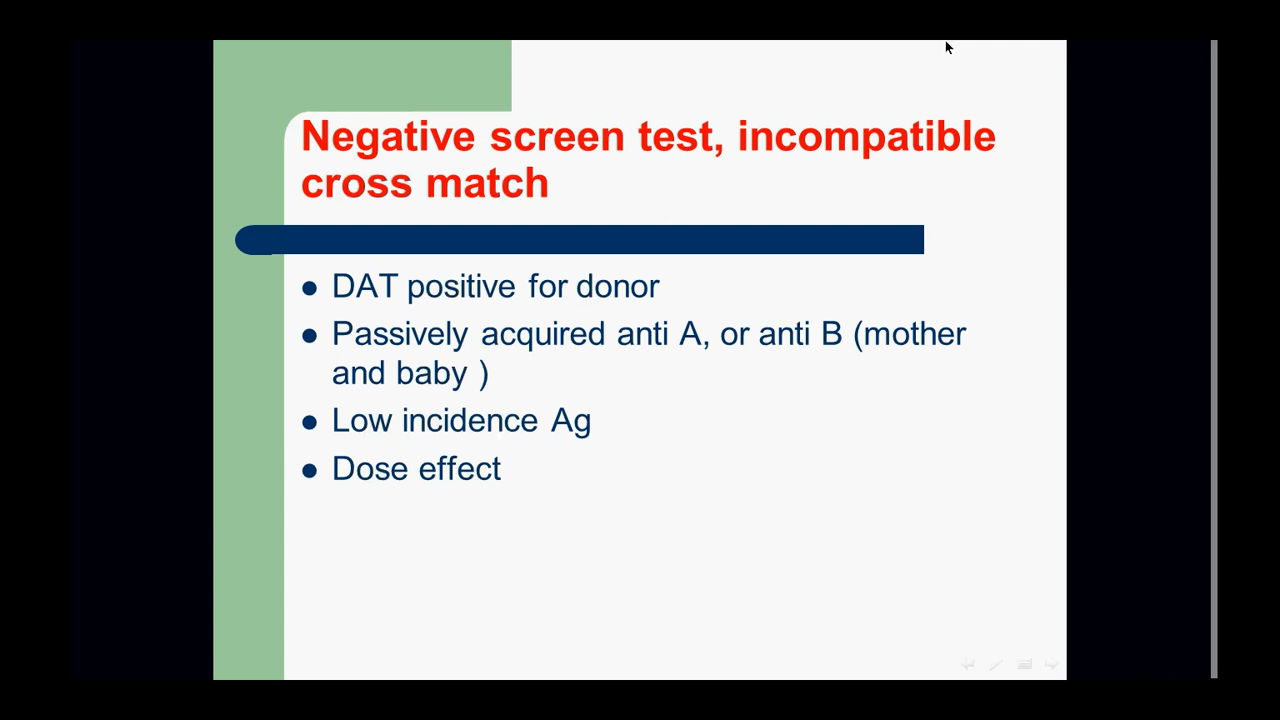 Negative screen test, incompatible
cross match
● DAT positive for donor
● Passively acquired anti A, or anti B (mother
and baby )
● Low incidence Ag
● Dose effect